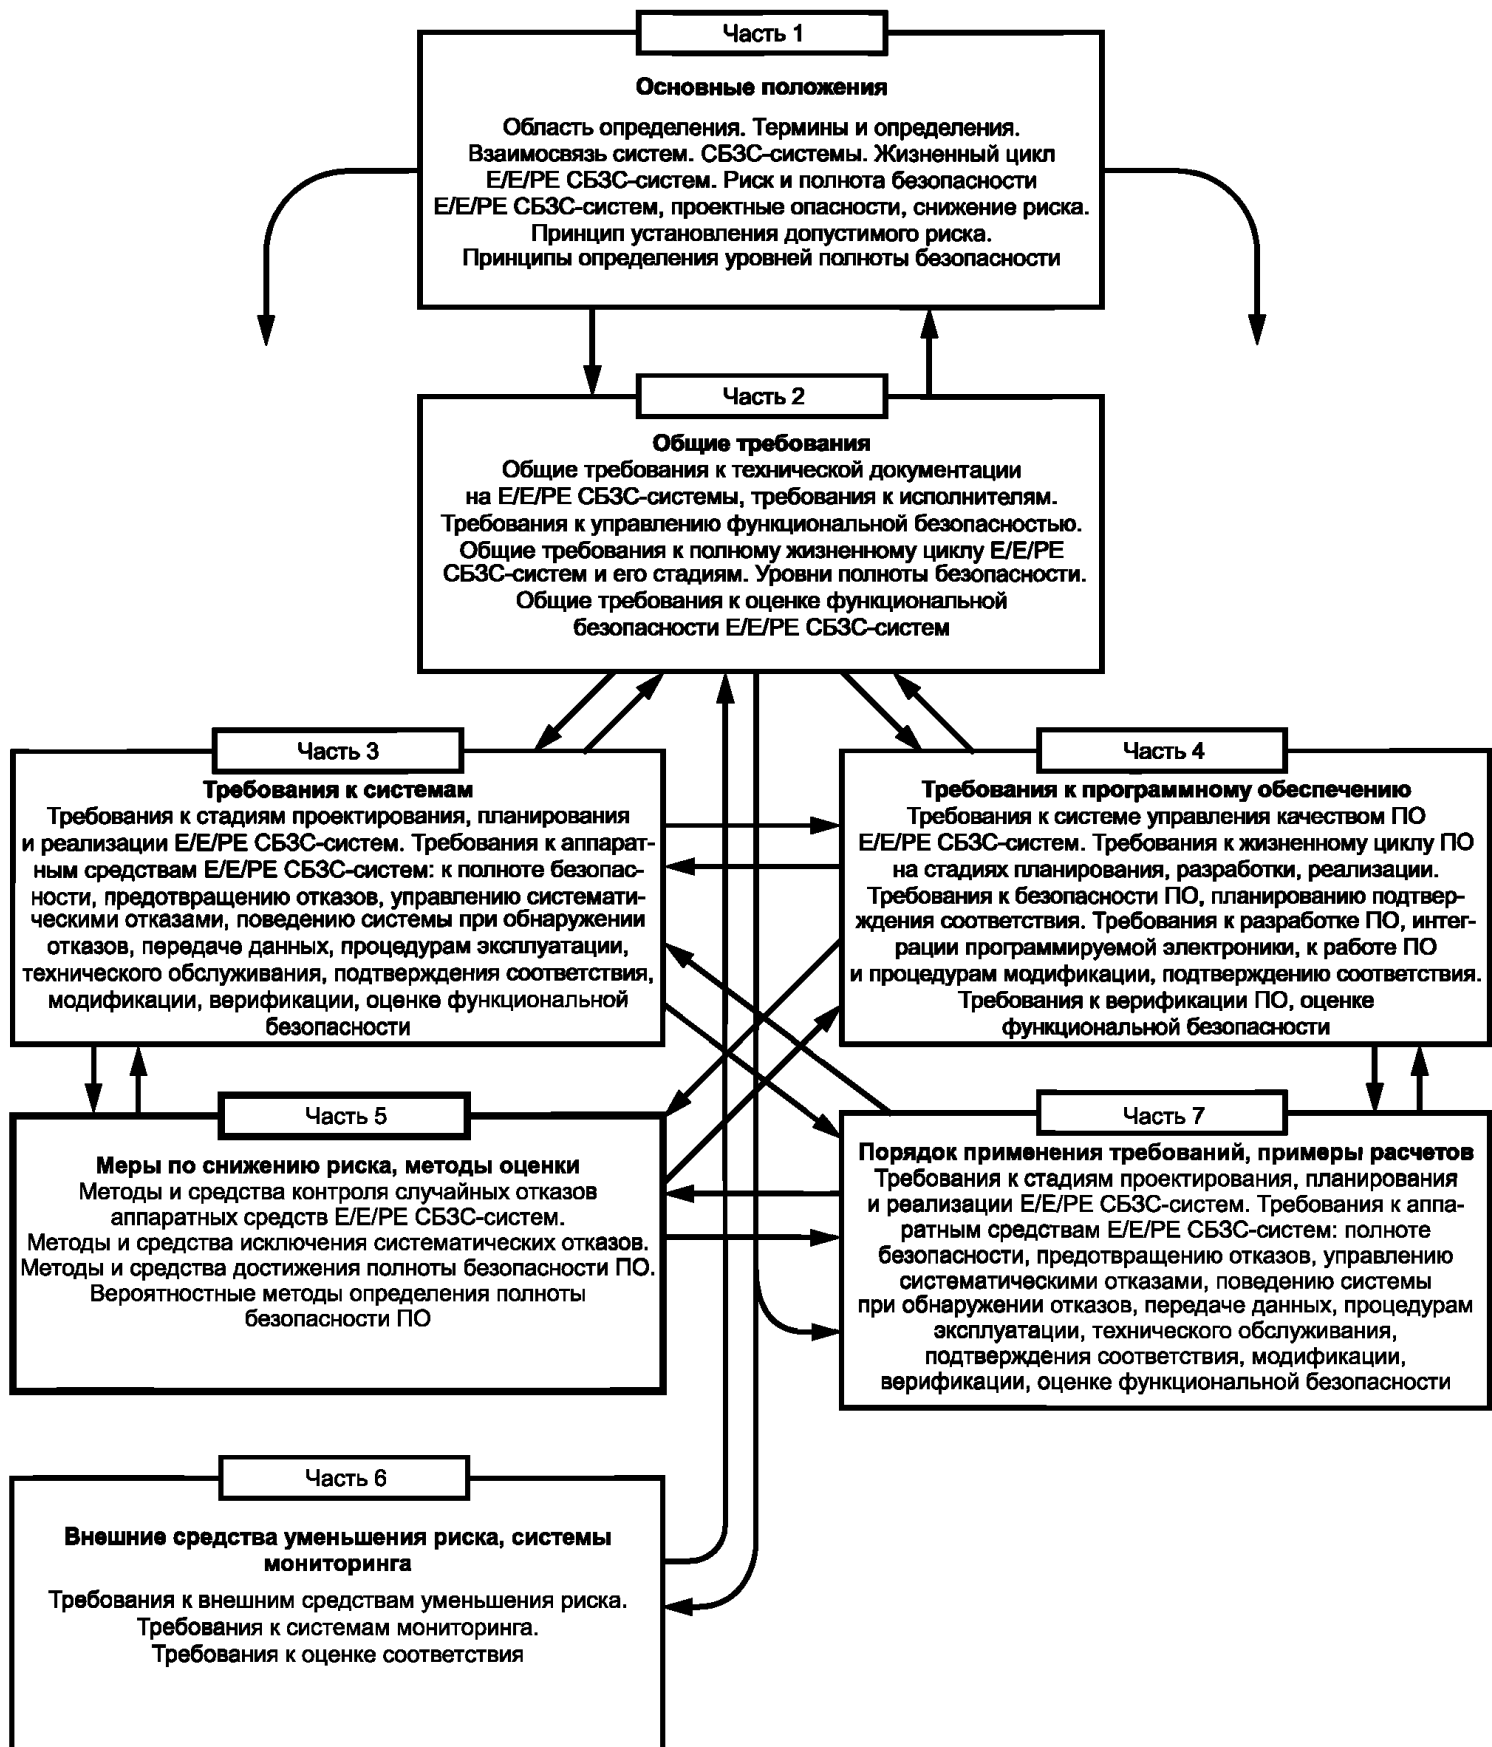 Часть 1
Основные положения
Область определения. Термины и определения.
Взаимосвязь систем. СБЗС-системы. Жизненный цикл
Е/Е/РЕ СБЗС-систем. Риск и полнота безопасности
Е/Е/РЕ СБЗС-систем, проектные опасности, снижение риска.
Принцип установления допустимого риска.
Принципы определения уровней полноты безопасности
Часть 2
Общие требования
Общие требования к технической документации
на Е/Е/РЕ СБЗС-системы, требования к исполнителям.
Требования к управлению функциональной безопасностью.
Общие требования к полному жизненному циклу Е/Е/РЕ
СБЗС-систем и его стадиям. Уровни полноты безопасности.
Общие требования к оценке функциональной
безопасности Е/Е/РЕ СБЗС-систем
Часть 3
Требования к системам
Требования к стадиям проектирования, планирования
и реализации Е/Е/РЕ СБЗС-систем. Требования к аппарат-
ным средствам Е/Е/РЕ СБЗС-систем: к полноте безопас-
ности, предотвращению отказов, управлению системати-
ческими отказами, поведению системы при обнаружении
отказов, передаче данных, процедурам эксплуатации,
технического обслуживания, подтверждения соответствия,
модификации, верификации, оценке функциональной
безопасности
Часть 4
Требования к программному обеспечению
Требования к системе управления качеством ПО
Е/Е/РЕ СБЗС-систем. Требования к жизненному циклу ПО
на стадиях планирования, разработки, реализации.
Требования к безопасности ПО, планированию подтвер-
ждения соответствия. Требования к разработке ПО, интег-
рации программируемой электроники, к работе ПО
и процедурам модификации, подтверждению соответствия.
Требования к верификации ПО, оценке
функциональной безопасности
Часть 5
Меры по снижению риска, методы оценки
Методы и средства контроля случайных отказов
аппаратных средств Е/Е/РЕ СБЗС-систем.
Методы и средства исключения систематических отказов.
Методы и средства достижения полноты безопасности ПО.
Вероятностные методы определения полноты
безопасности ПО
Часть 7
Порядок применения требований, примеры расчетов
Требования к стадиям проектирования, планирования
и реализации Е/Е/РЕ СБЗС-систем. Требования к аппа-
ратным средствам Е/Е/РЕ СБЗС-систем: полноте
безопасности, предотвращению отказов, управлению
систематическими отказами, поведению системы
при обнаружении отказов, передаче данных, процедурам
эксплуатации, технического обслуживания,
подтверждения соответствия, модификации,
верификации, оценке функциональной безопасности
Часть 6
Внешние средства уменьшения риска, системы
мониторинга
Требования к внешним средствам уменьшения риска.
Требования к системам мониторинга.
Требования к оценке соответствия